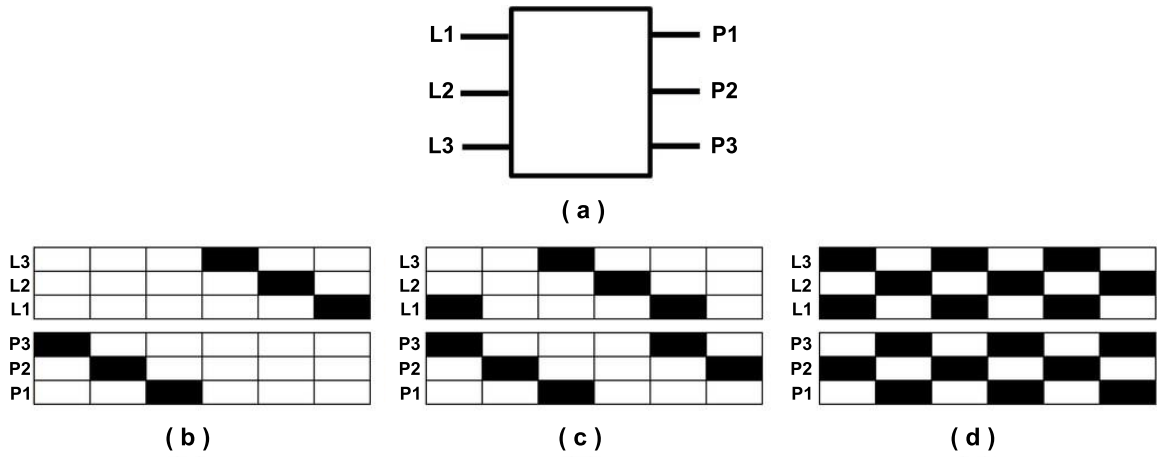 L1 P1
L2 P2
L3 P3
( a )
L3 L3 L3
L2 L2 L2
L1 L1 L1
P3 P3 P3
P2 P2 P2
P1 P1 P1
( b ) ( c ) ( d )